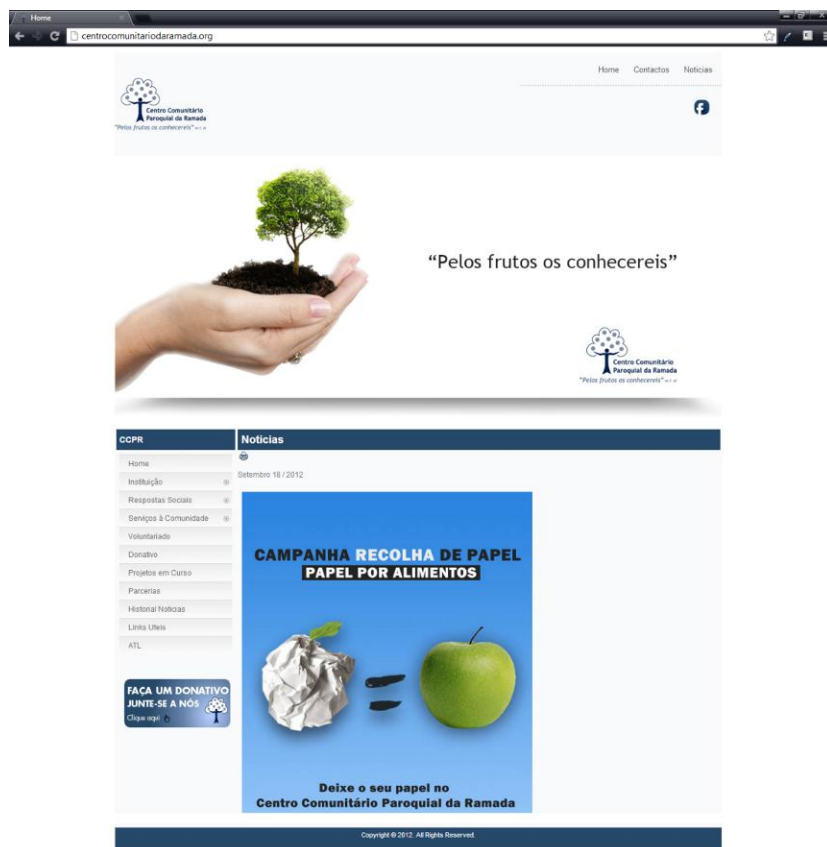 Home
centrocomunitariodaramada.org
Home Contactos Noticias
Centro Comunitário
Paroquial da Ramada
"Pelos frutos os conhecereis"
“Pelos frutos os conhecereis”
Centro Comunitário
Paroquial da Ramada
"Pelos frutos os conhecereis"
CCPR
Noticias
Home
Instituição
Respostas Sociais
Serviços à Comunidade
Voluntariado
Donativo
Projetos em Curso
Parcerias
Historial Noticias
Links Uteis
ATL
FAÇA UM DONATIVO
JUNTE-SE A NÓS
Clique aqui
Setembro 18 / 2012
CAMPANHA RECOLHA DE PAPEL
PAPEL POR ALIMENTOS
Deixe o seu papel no
Centro Comunitário Paroquial da Ramada
Copyright © 2012. All Rights Reserved.